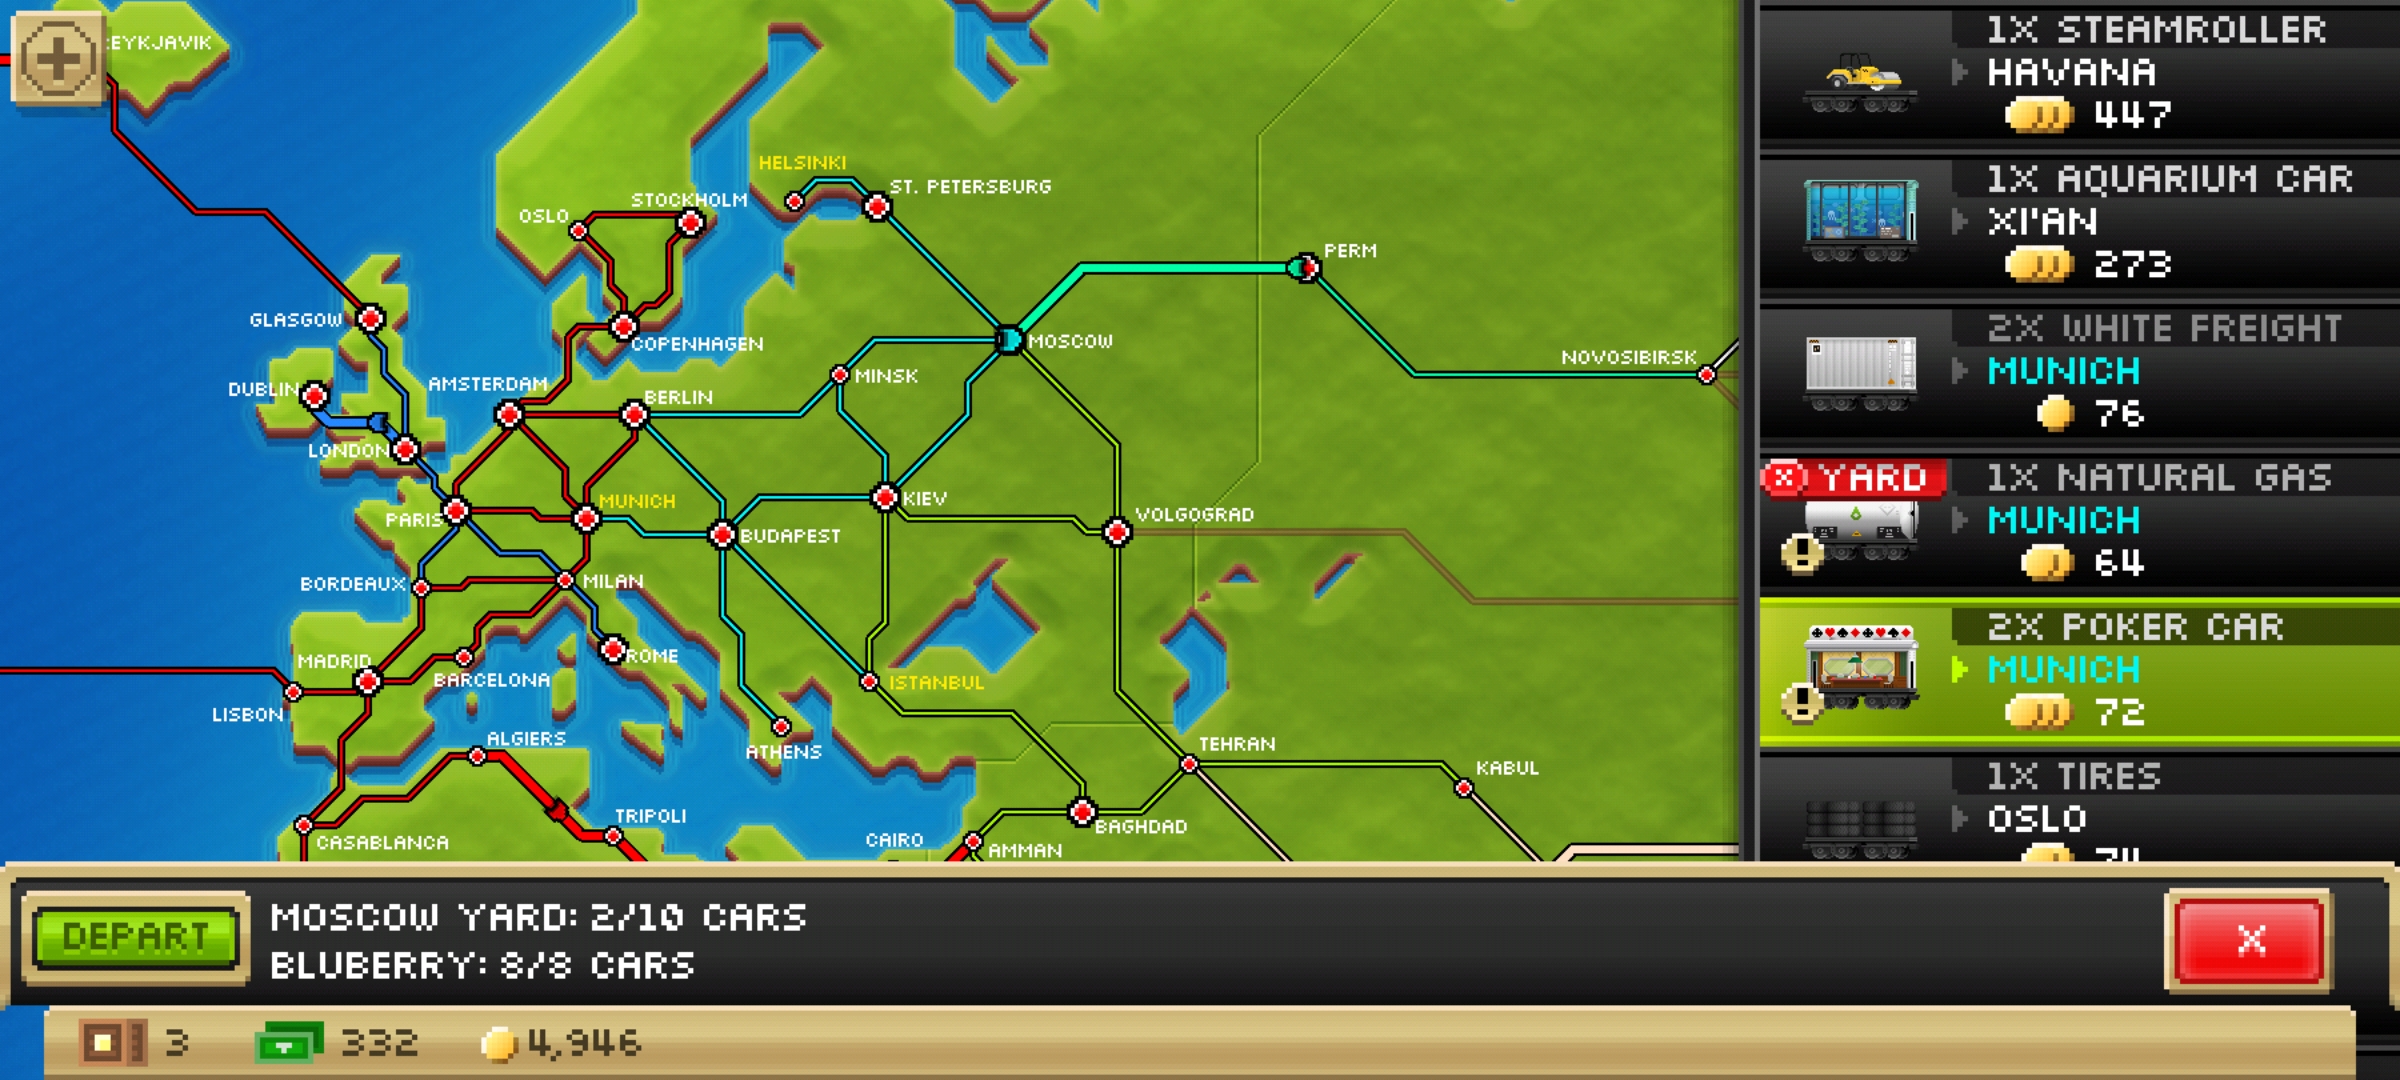 EYKJAVIK
HELSINKI
ST. PETERSBURG
STOCKHOLM
OSLO
PERM
GLASGOW
COPENHAGEN
MOSCOW
NOVOSIBIRSK
DUBLIN
AMSTERDAM
MINSK
BERLIN
LONDON
MUNICH
KIEV
PARIS
VOLGOGRAD
BUDAPEST
BORDEAUX
MILAN
ROME
MADRID
BARCELONA
ISTANBUL
LISBON
ALGIERS
ATHENS
TEHRAN
KABUL
TRIPOLI
CASABLANCA
CAIRO
BAGHDAD
AMMAN
1X STEAMROLLER
HAVANA
447
1X AQUARIUM CAR
XI'AN
273
2X WHITE FREIGHT
MUNICH
76
X YARD
1X NATURAL GAS
MUNICH
64
2X POKER CAR
MUNICH
72
1X TIRES
OSLO
74
DEPART
MOSCOW YARD: 2/10 CARS
BLUBERRY: 8/8 CARS
X
3
332
4,946